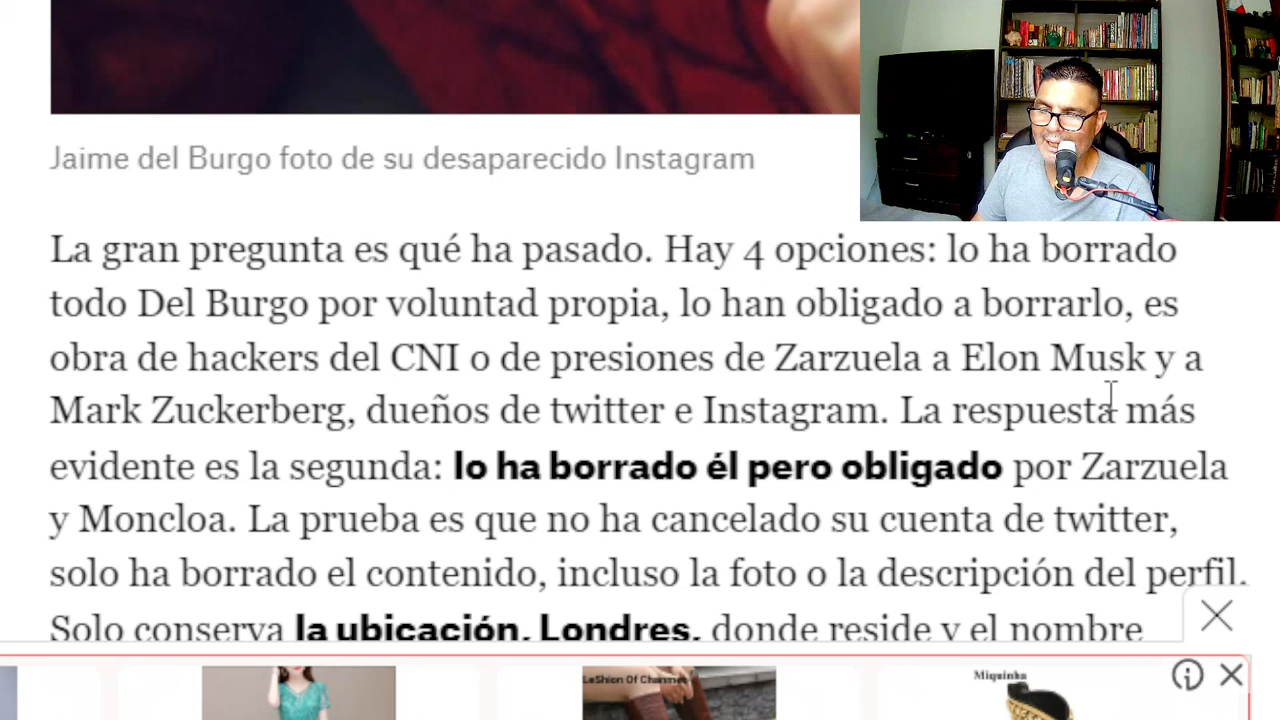 Jaime del Burgo foto de su desaparecido Instagram
La gran pregunta es qué ha pasado. Hay 4 opciones: lo ha borrado
todo Del Burgo por voluntad propia, lo han obligado a borrarlo, es
obra de hackers del CNI o de presiones de Zarzuela a Elon Musk y a
Mark Zuckerberg, dueños de twitter e Instagram. La respuesta más
evidente es la segunda: lo ha borrado él pero obligado por Zarzuela
y Moncloa. La prueba es que no ha cancelado su cuenta de twitter,
solo ha borrado el contenido, incluso la foto o la descripción del perfil.
Solo conserva la ubicación, Londres, donde reside y el nombre
LeShion Of Chanmes
Miquinha